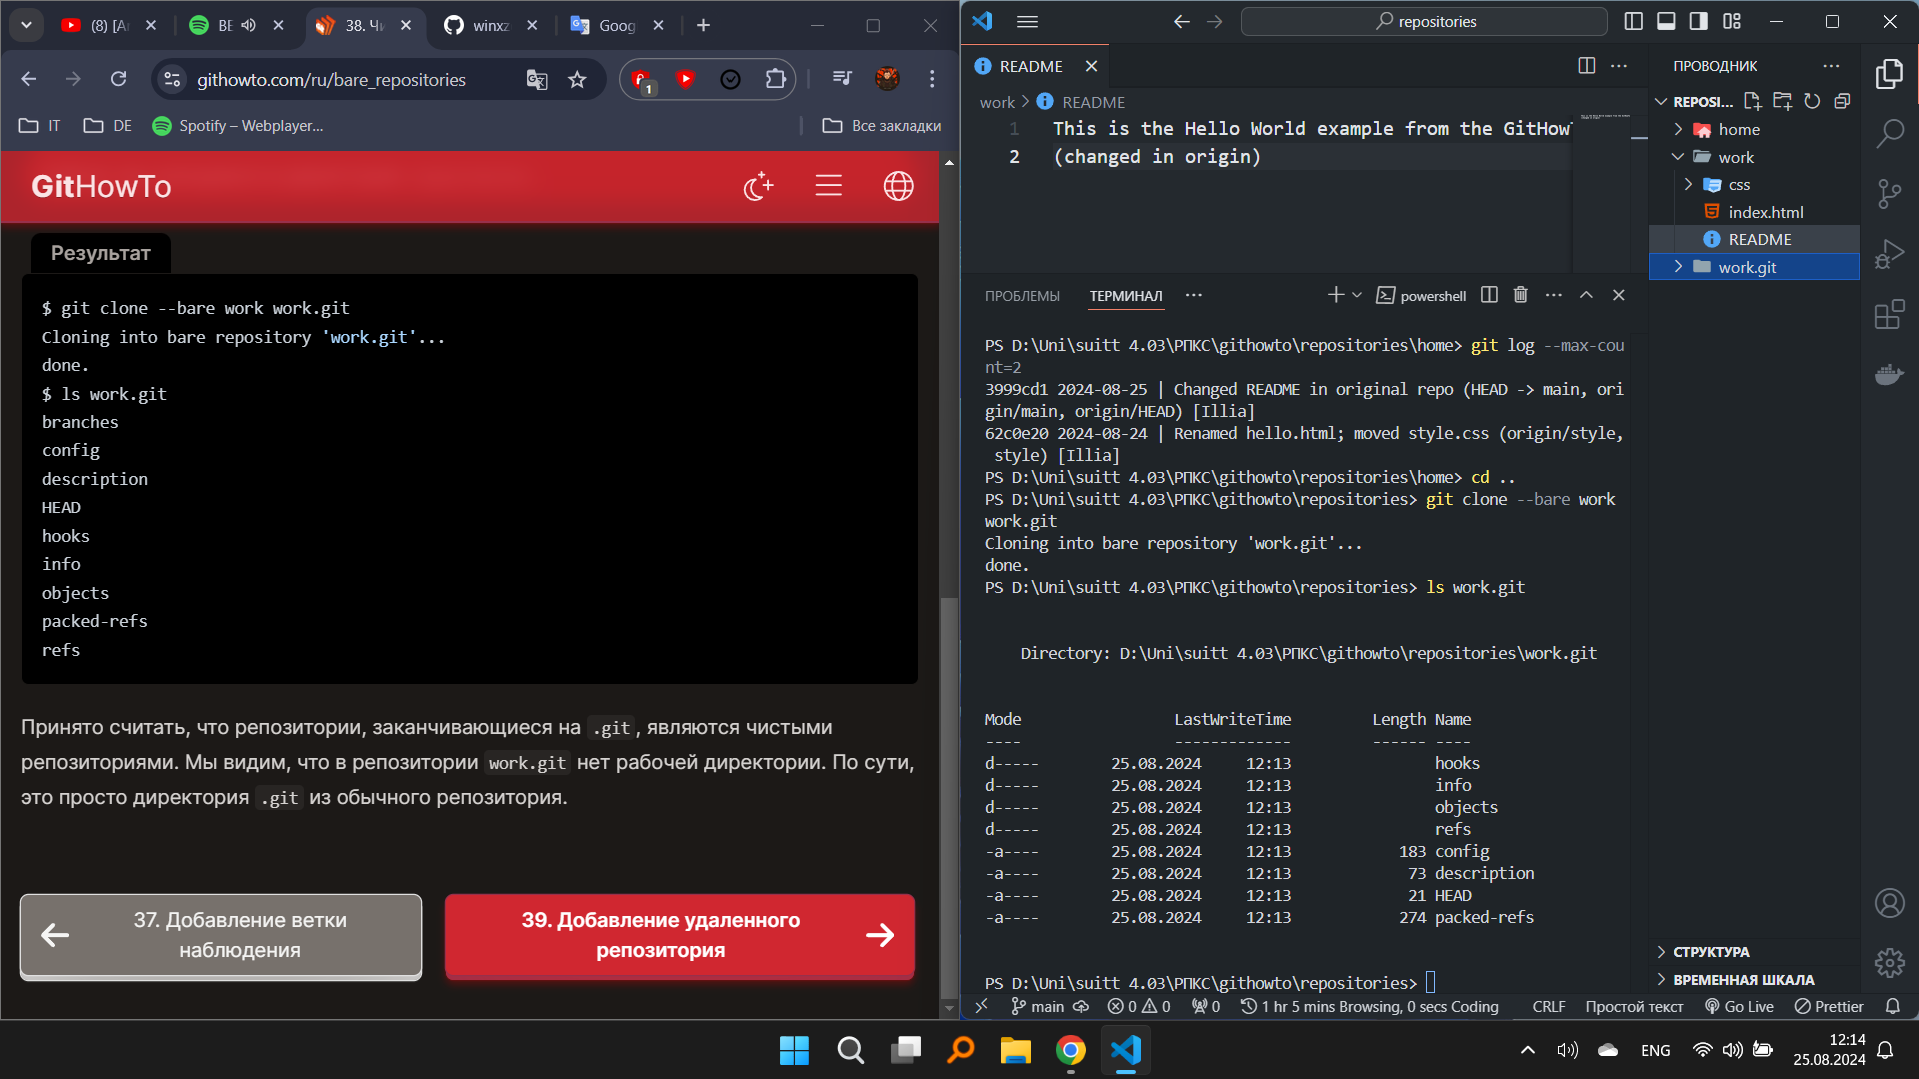 (8) [Ar
BE
38. Чи
winxz
Goog
githowto.com/ru/bare_repositories
1
IT
DE
Spotify – Webplayer...
Все закладки
GitHowTo
Результат
$ git clone --bare work work.git
Cloning into bare repository 'work.git'...
done.
$ ls work.git
branches
config
description
HEAD
hooks
info
objects
packed-refs
refs
Принято считать, что репозитории, заканчивающиеся на .git, являются чистыми
репозиториями. Мы видим, что в репозитории work.git нет рабочей директории. По сути,
это просто директория .git из обычного репозитория.
37. Добавление ветки
наблюдения
39. Добавление удаленного
репозитория
repositories
README
work > README
1 This is the Hello World example from the GitHow
2 (changed in origin)
ПРОВОДНИК
REPOSI...
home
work
css
index.html
README
work.git
СТРУКТУРА
ВРЕМЕННАЯ ШКАЛА
ПРОБЛЕМЫ
ТЕРМИНАЛ
powershell
PS D:\Uni\suitt 4.03\РПКС\githowto\repositories\home> git log --max-cou
nt=2
3999cd1 2024-08-25 | Changed README in original repo (HEAD -> main, ori
gin/main, origin/HEAD) [Illia]
62c0e20 2024-08-24 | Renamed hello.html; moved style.css (origin/style,
style) [Illia]
PS D:\Uni\suitt 4.03\РПКС\githowto\repositories\home> cd ..
PS D:\Uni\suitt 4.03\РПКС\githowto\repositories> git clone --bare work
work.git
Cloning into bare repository 'work.git'...
done.
PS D:\Uni\suitt 4.03\РПКС\githowto\repositories> ls work.git
Directory: D:\Uni\suitt 4.03\РПКС\githowto\repositories\work.git
Mode LastWriteTime Length Name
---- ------------- ------ ----
d----- 25.08.2024 12:13 hooks
d----- 25.08.2024 12:13 info
d----- 25.08.2024 12:13 objects
d----- 25.08.2024 12:13 refs
-a---- 25.08.2024 12:13 183 config
-a---- 25.08.2024 12:13 73 description
-a---- 25.08.2024 12:13 21 HEAD
-a---- 25.08.2024 12:13 274 packed-refs
PS D:\Uni\suitt 4.03\РПКС\githowto\repositories>
main 0 0 0 1 hr 5 mins Browsing, 0 secs Coding CRLF Простой текст Go Live Prettier
ENG
12:14
25.08.2024